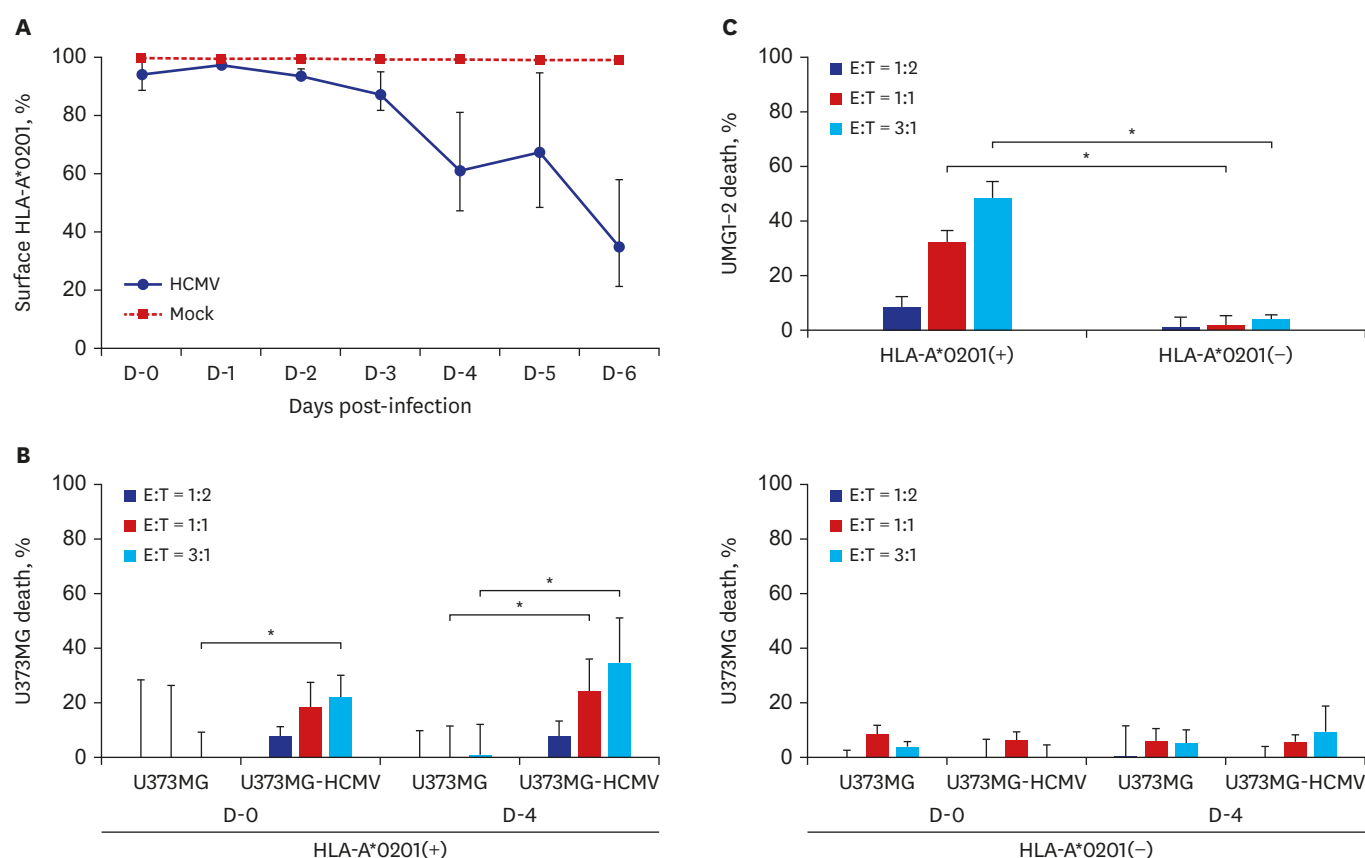 A
Surface HLA-A*0201, %
100
80
60
40
20
0
HCMV
Mock
D-0 D-1 D-2 D-3 D-4 D-5 D-6
Days post-infection
C
UMG1-2 death, %
100
80
60
40
20
0
E:T = 1:2
E:T = 1:1
E:T = 3:1
*
*
HLA-A*0201(+) HLA-A*0201(−)
B
U373MG death, %
100
80
60
40
20
0
E:T = 1:2
E:T = 1:1
E:T = 3:1
*
*
*
U373MG U373MG-HCMV U373MG U373MG-HCMV
D-0 D-4
HLA-A*0201(+)
U373MG death, %
100
80
60
40
20
0
E:T = 1:2
E:T = 1:1
E:T = 3:1
U373MG U373MG-HCMV U373MG U373MG-HCMV
D-0 D-4
HLA-A*0201(−)